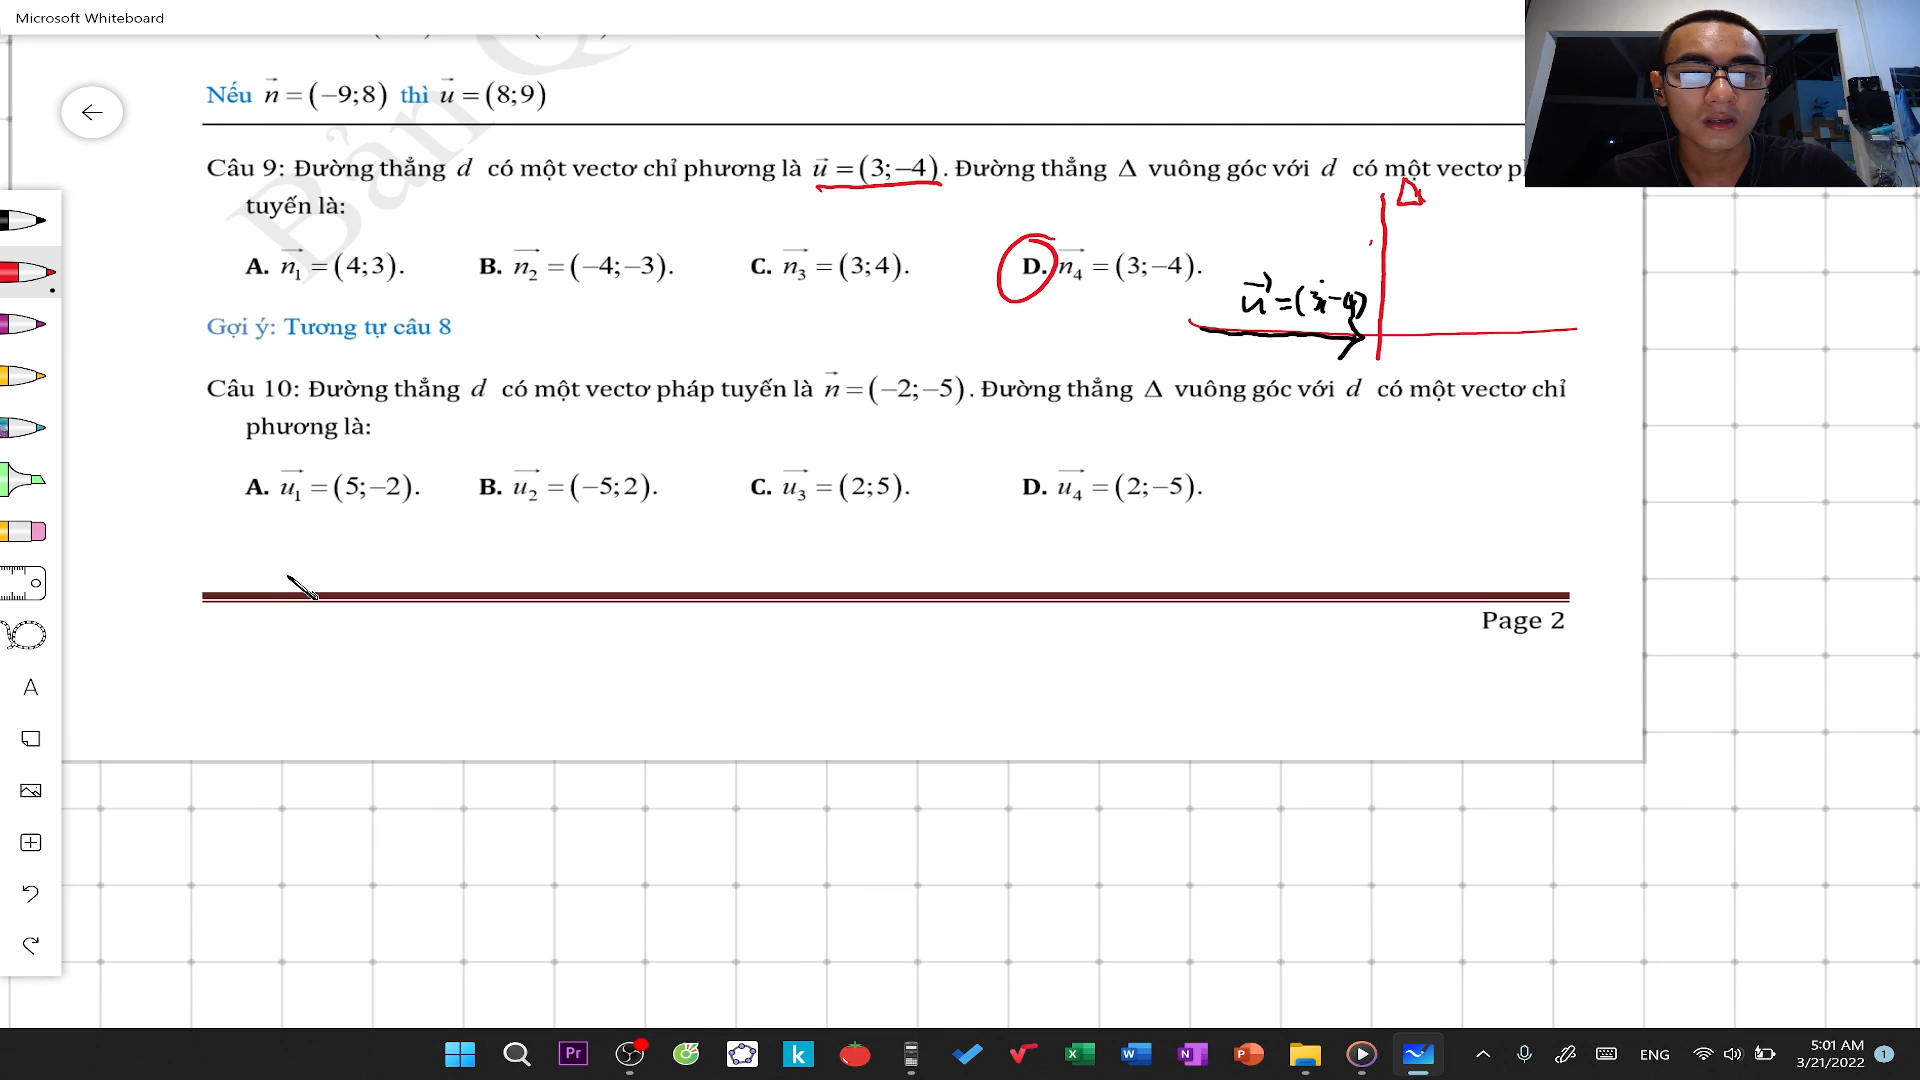 Microsoft Whiteboard
Bản Q
Nếu n⃗ = (−9;8) thì u⃗ = (8;9)
Câu 9: Đường thẳng d có một vectơ chỉ phương là u⃗ = (3;−4). Đường thẳng Δ vuông góc với d có một vectơ
tuyến là:
Δ
A. n₁⃗ = (4;3). B. n₂⃗ = (−4;−3). C. n₃⃗ = (3;4). D. n₄⃗ = (3;−4).
u⃗ = (3;−4)
Gợi ý: Tương tự câu 8
Câu 10: Đường thẳng d có một vectơ pháp tuyến là n⃗ = (−2;−5). Đường thẳng Δ vuông góc với d có một vectơ chỉ
phương là:
A. u₁⃗ = (5;−2). B. u₂⃗ = (−5;2). C. u₃⃗ = (2;5). D. u₄⃗ = (2;−5).
Page 2
A
Pr
k
ENG
5:01 AM
3/21/2022
1